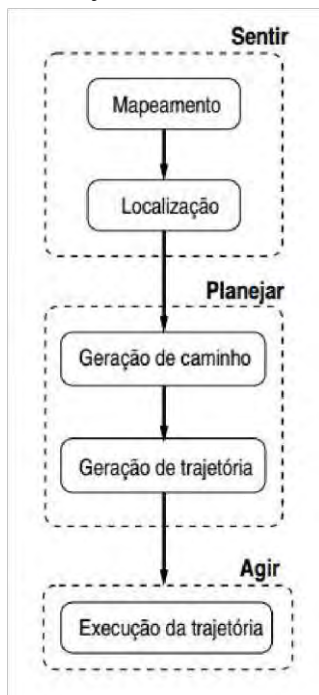 Sentir
Mapeamento
Localização
Planejar
Geração de caminho
Geração de trajetória
Agir
Execução da trajetória